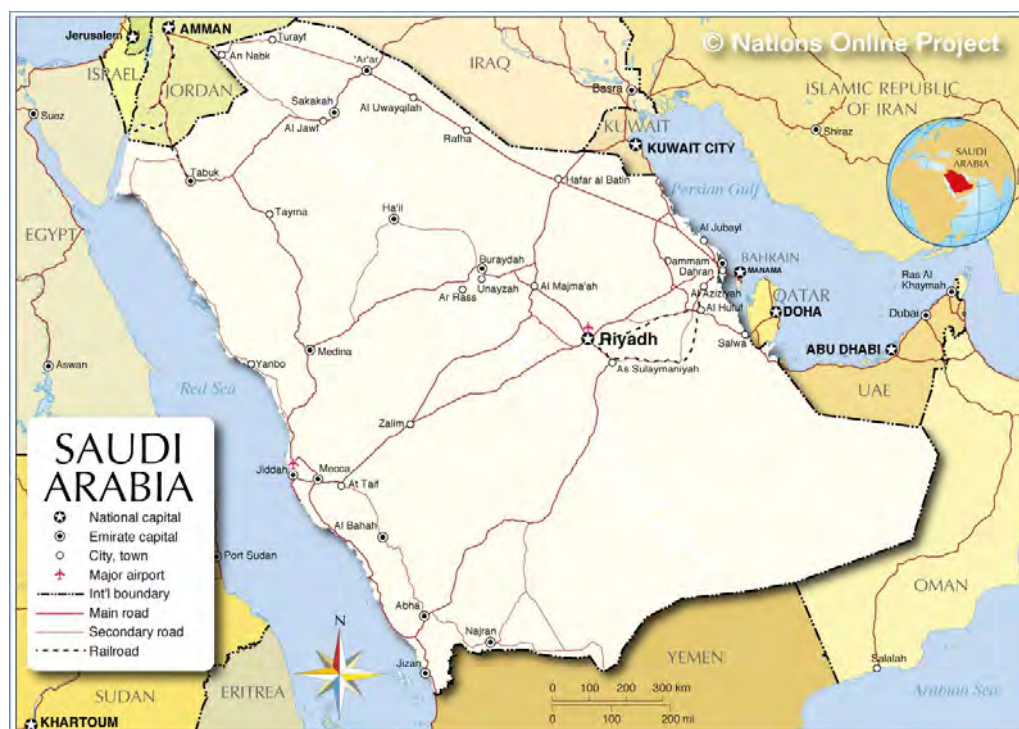 © Nations Online Project
Jerusalem
AMMAN
Turayf
An Nabk
'Ar'ar
IRAQ
Basra
ISLAMIC REPUBLIC
OF IRAN
ISRAEL
JORDAN
Sakakah
Al Uwayqilah
Suez
Al Jawf
Rafha
KUWAIT
KUWAIT CITY
Shiraz
SAUDI
ARABIA
Tabuk
Hafar al Batin
Persian Gulf
Tayma
Ha'il
Al Jubayl
EGYPT
Buraydah
Unayzah
Ar Rass
Al Majma'ah
Dammam
Dahran
BAHRAIN
MANAMA
Al Aziziyah
Al Hufuf
QATAR
DOHA
Ras Al
Khaymah
Dubai
Medina
Riyadh
Salwa
ABU DHABI
Aswan
Yanbo
As Sulaymaniyah
UAE
Red Sea
Zalim
SAUDI
ARABIA
National capital
Emirate capital
City, town
Major airport
Int'l boundary
Main road
Secondary road
Railroad
Jiddah
Mecca
At Taif
Al Bahah
Port Sudan
OMAN
Abha
Najran
N
Jizan
YEMEN
Salalah
SUDAN
ERITREA
Arabian Sea
KHARTOUM
0 100 200 300 km
0 100 200 mi